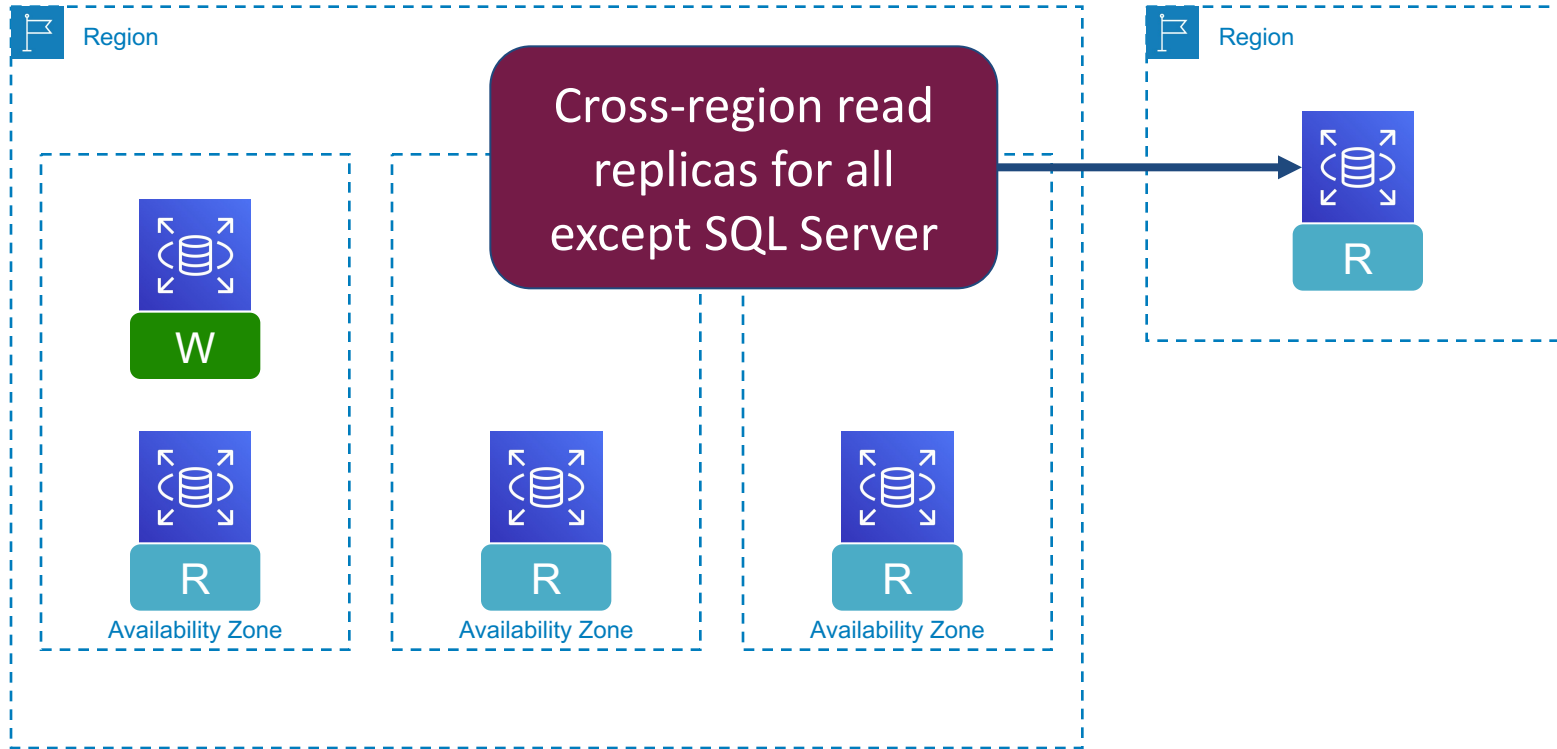 Region
Region
Cross-region read
replicas for all
except SQL Server
R
W
R
R
R
Availability Zone
Availability Zone
Availability Zone